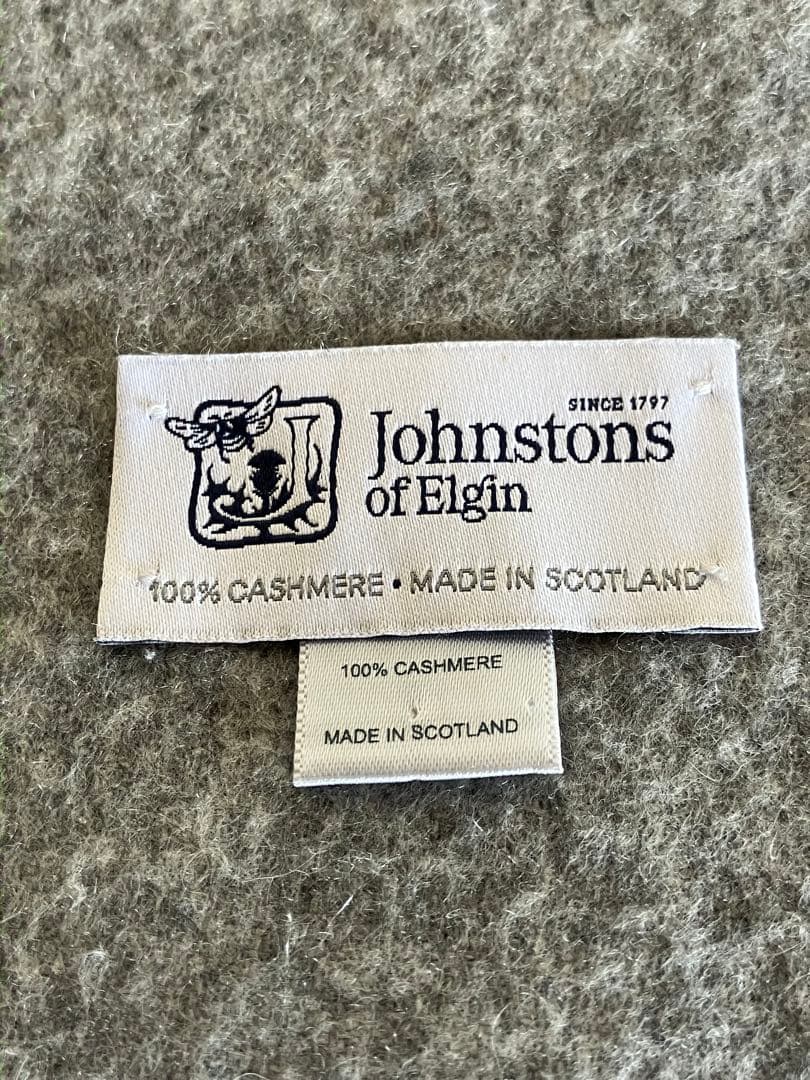 SINCE 1797
Johnstons
of Elgin
100% CASHMERE • MADE IN SCOTLAND
100% CASHMERE
MADE IN SCOTLAND